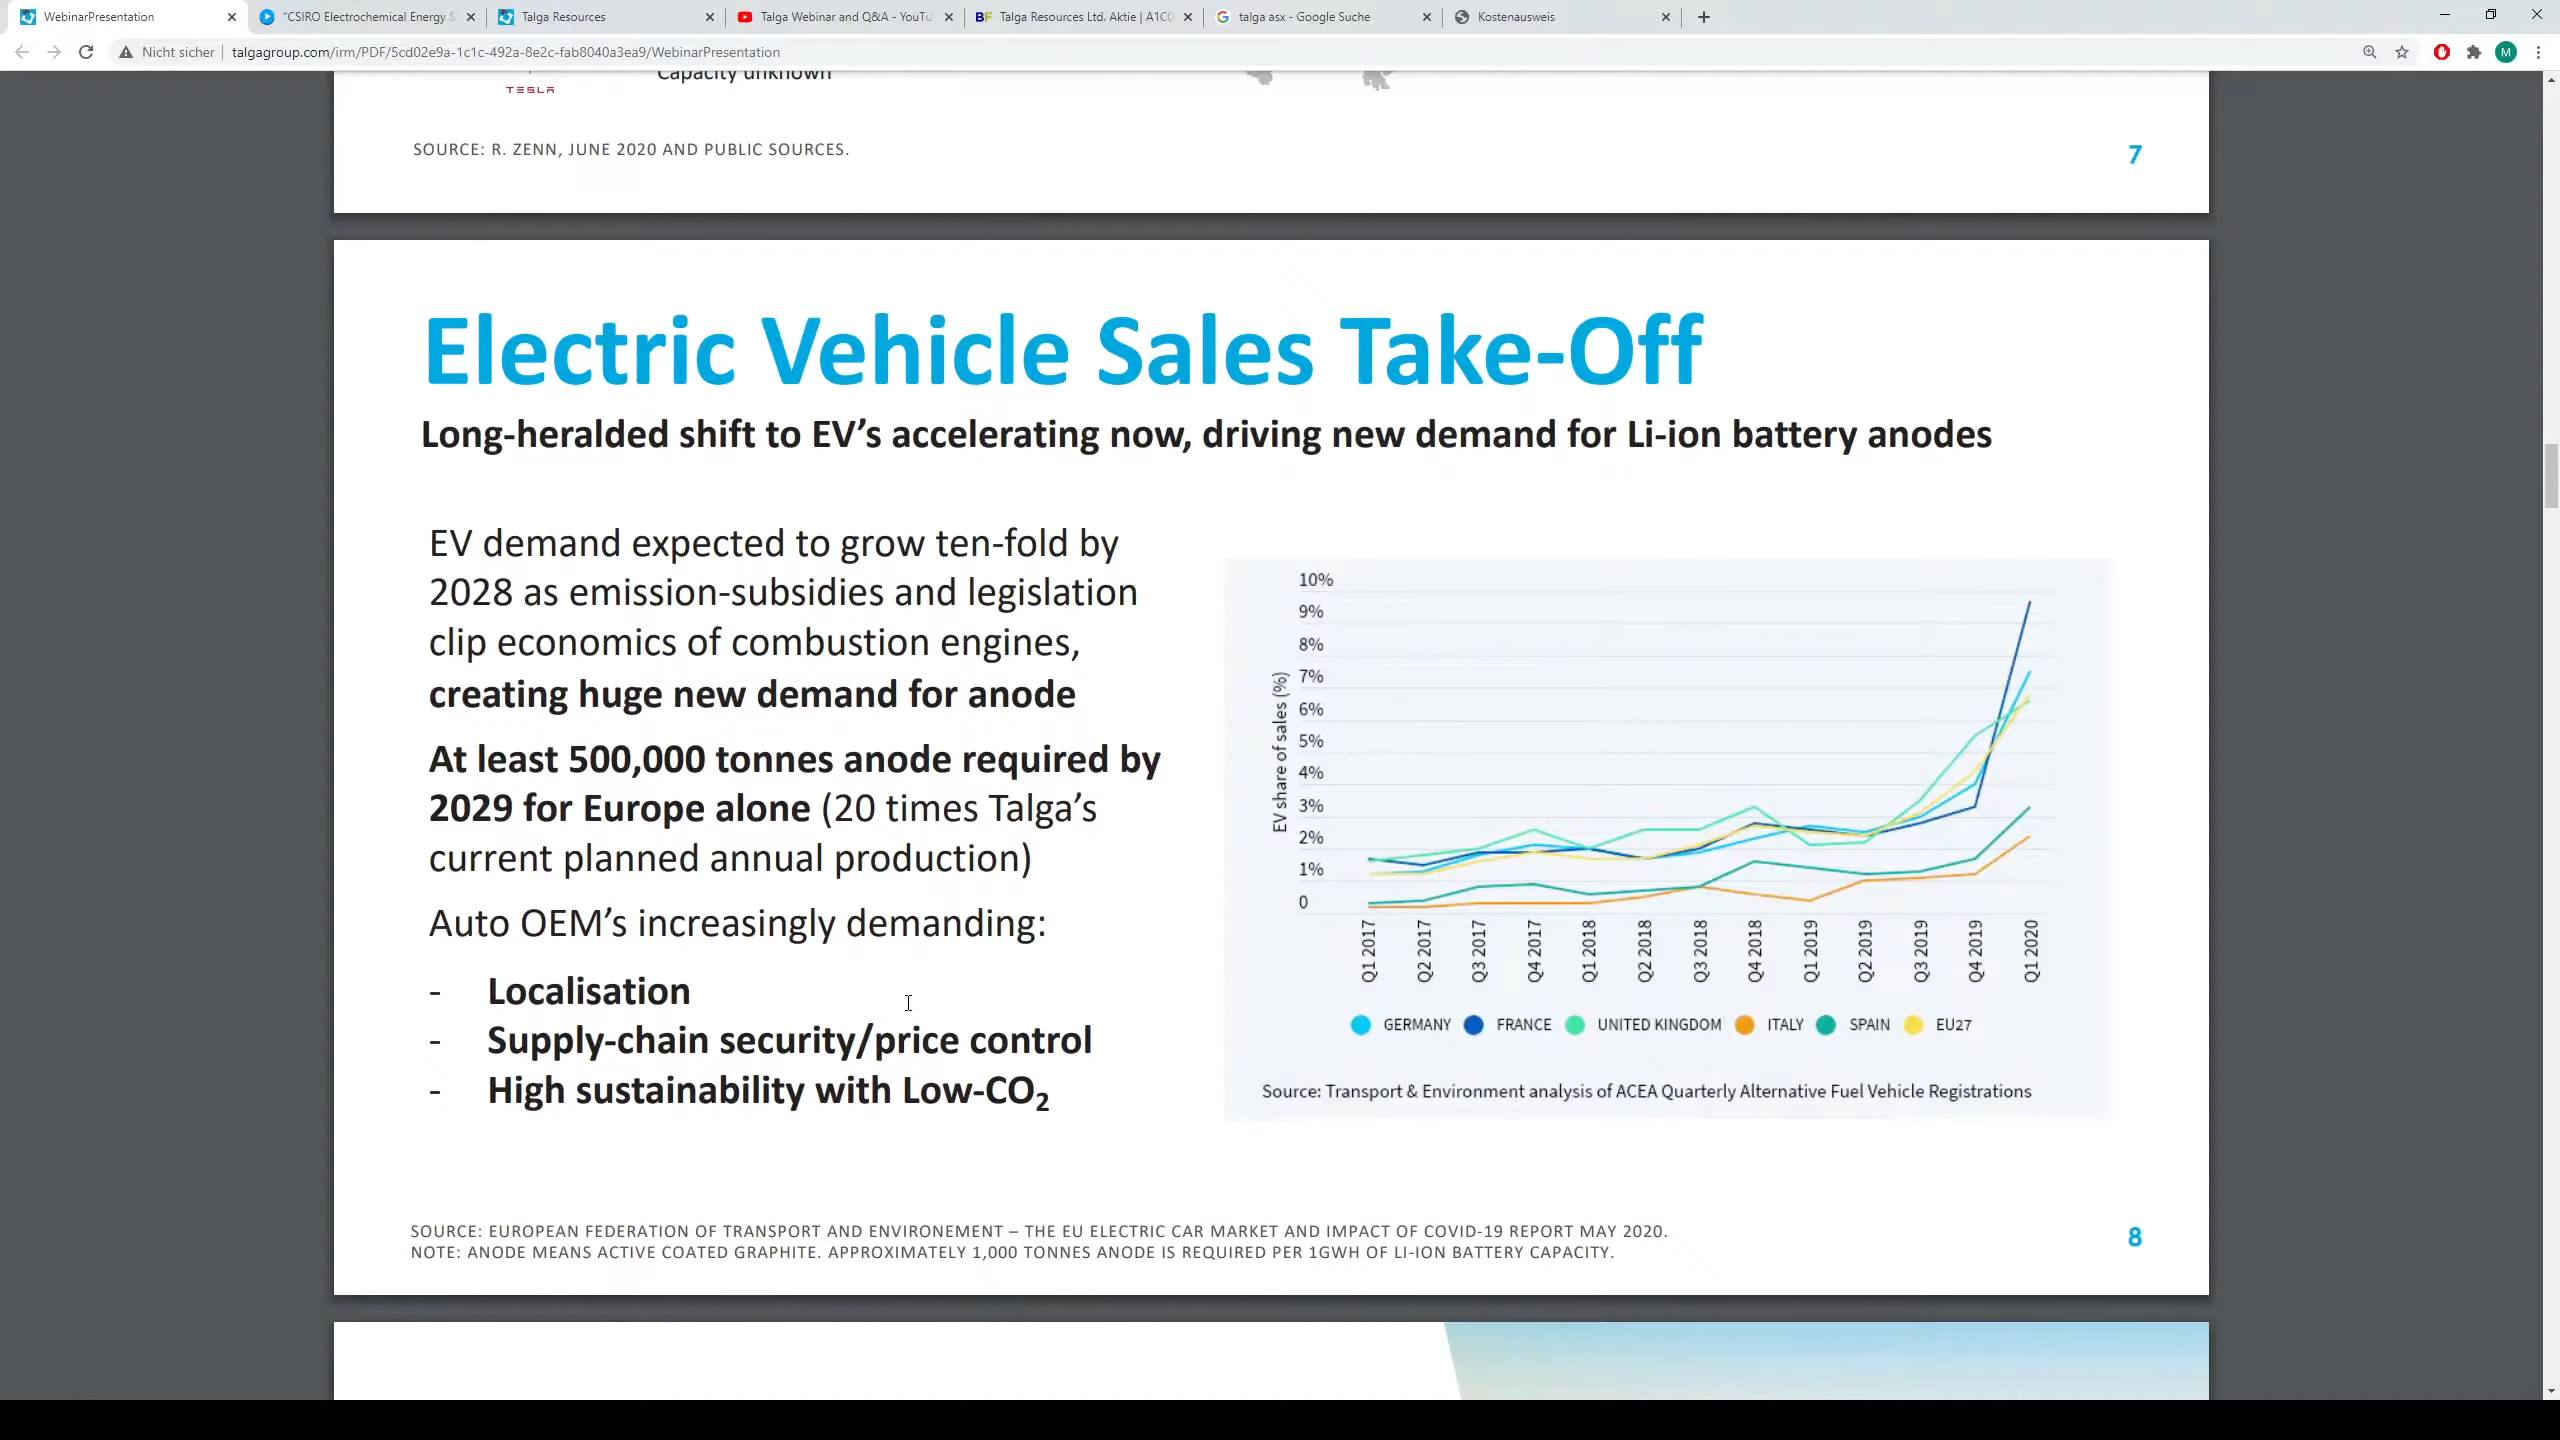 WebinarPresentation
"CSIRO Electrochemical Energy S
Talga Resources
Talga Webinar and Q&A - YouTu
Talga Resources Ltd. Aktie | A1C0
talga asx - Google Suche
Kostenausweis
Nicht sicher
talgagroup.com/irm/PDF/5cd02e9a-1c1c-492a-8e2c-fab8040a3ea9/WebinarPresentation
M
TESLA
Capacity unknown
SOURCE: R. ZENN, JUNE 2020 AND PUBLIC SOURCES.
7
Electric Vehicle Sales Take-Off
Long-heralded shift to EV's accelerating now, driving new demand for Li-ion battery anodes
EV demand expected to grow ten-fold by
2028 as emission-subsidies and legislation
clip economics of combustion engines,
creating huge new demand for anode
At least 500,000 tonnes anode required by
2029 for Europe alone (20 times Talga's
current planned annual production)
Auto OEM's increasingly demanding:
- Localisation
- Supply-chain security/price control
- High sustainability with Low-CO₂
EV share of sales (%)
10%
9%
8%
7%
6%
5%
4%
3%
2%
1%
0
Q1 2017
Q2 2017
Q3 2017
Q4 2017
Q1 2018
Q2 2018
Q3 2018
Q4 2018
Q1 2019
Q2 2019
Q3 2019
Q4 2019
Q1 2020
GERMANY FRANCE UNITED KINGDOM ITALY SPAIN EU27
Source: Transport & Environment analysis of ACEA Quarterly Alternative Fuel Vehicle Registrations
SOURCE: EUROPEAN FEDERATION OF TRANSPORT AND ENVIRONEMENT – THE EU ELECTRIC CAR MARKET AND IMPACT OF COVID-19 REPORT MAY 2020.
NOTE: ANODE MEANS ACTIVE COATED GRAPHITE. APPROXIMATELY 1,000 TONNES ANODE IS REQUIRED PER 1GWH OF LI-ION BATTERY CAPACITY.
8